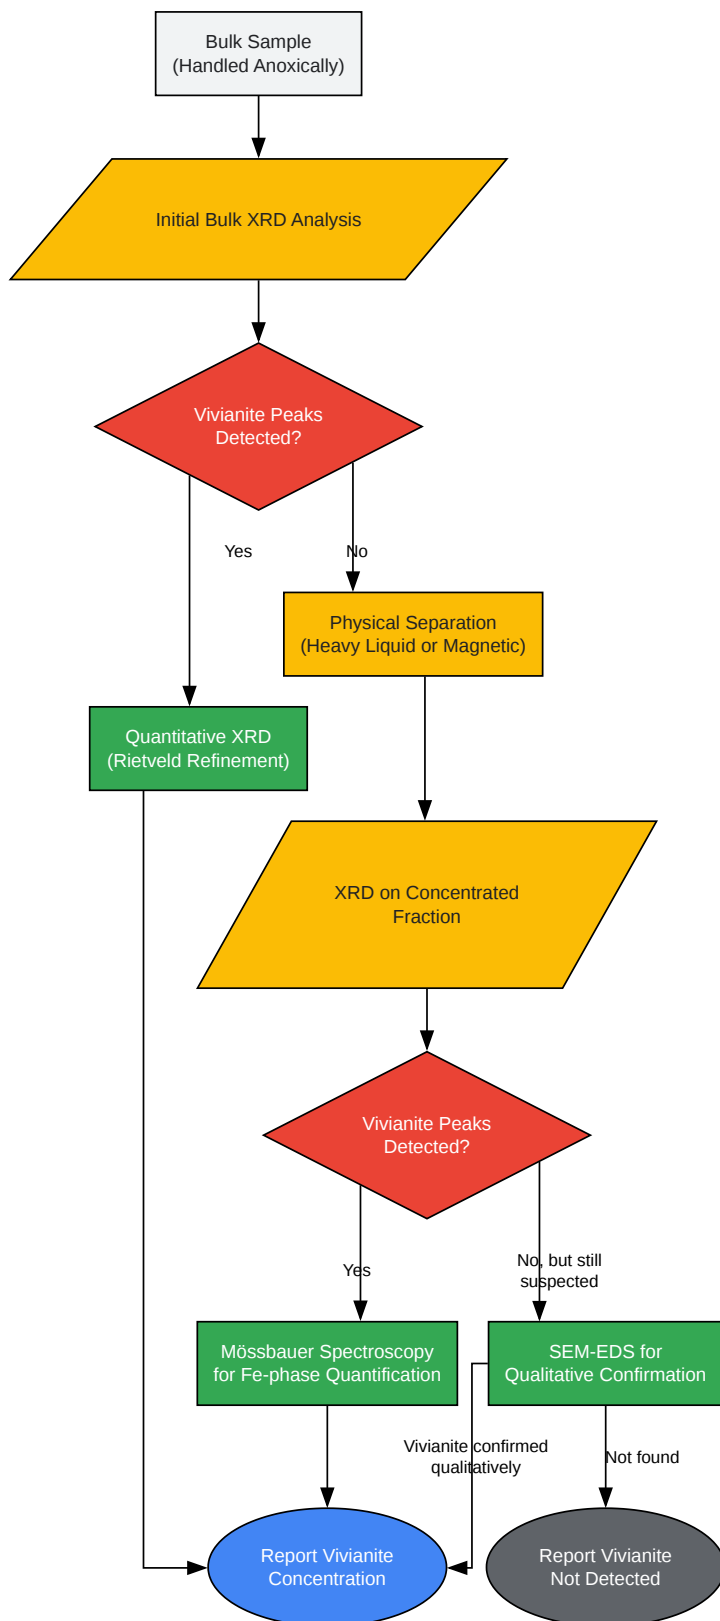 Bulk Sample
(Handled Anoxically)
Initial Bulk XRD Analysis
Vivianite Peaks
Detected?
Yes
No
Physical Separation
(Heavy Liquid or Magnetic)
Quantitative XRD
(Rietveld Refinement)
XRD on Concentrated
Fraction
Vivianite Peaks
Detected?
Yes
No, but still
suspected
Mössbauer Spectroscopy
for Fe-phase Quantification
SEM-EDS for
Qualitative Confirmation
Vivianite confirmed
qualitatively
Not found
Report Vivianite
Concentration
Report Vivianite
Not Detected